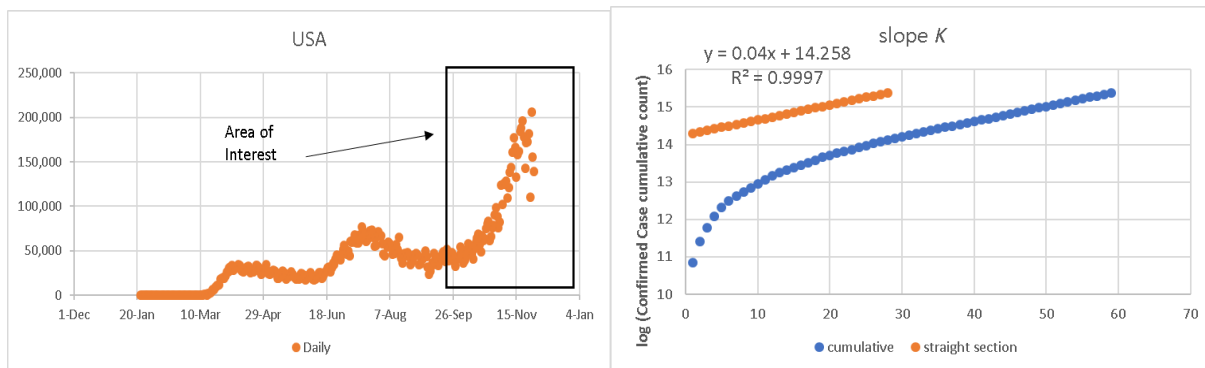 USA
250,000
200,000
150,000
100,000
50,000
0
Area of
Interest
1-Dec 20-Jan 10-Mar 29-Apr 18-Jun 7-Aug 26-Sep 15-Nov 4-Jan
Daily
slope K
y = 0.04x + 14.258
R² = 0.9997
log (Confirmed Case cumulative count)
16
15
14
13
12
11
10
0 10 20 30 40 50 60 70
cumulative straight section